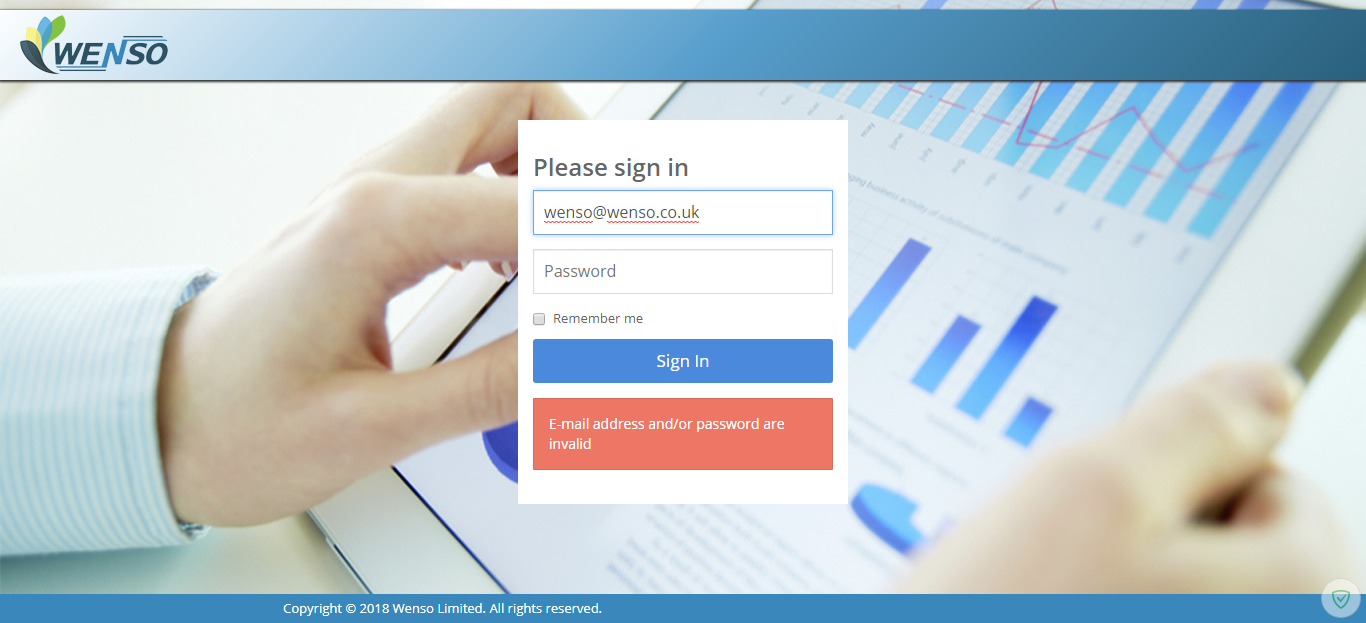 WENSO
Please sign in
wenso@wenso.co.uk
Password
Remember me
Sign In
E-mail address and/or password are
invalid
Copyright © 2018 Wenso Limited. All rights reserved.